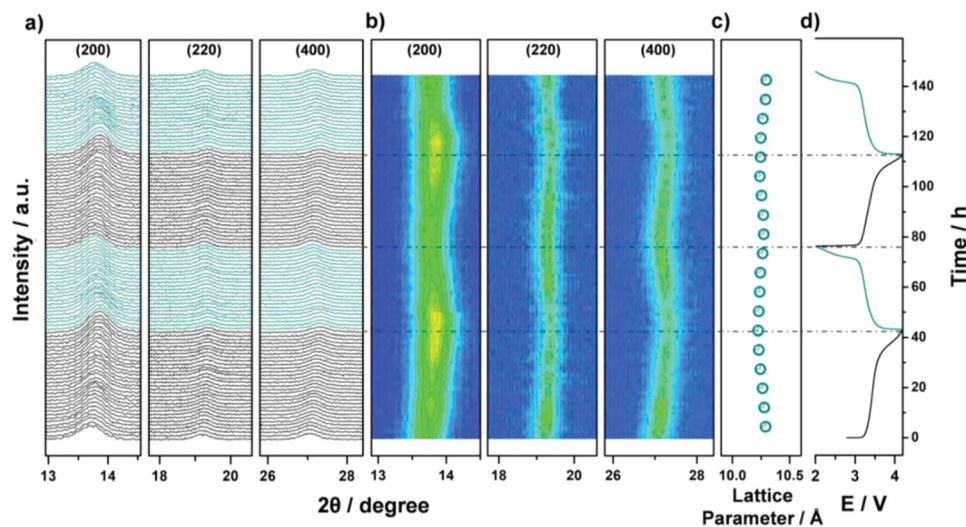 a) b) c) d)
(200) (220) (400) (200) (220) (400)
Intensity / a.u.
Time / h
140
120
100
80
60
40
20
0
13 14 18 20 26 28 13 14 18 20 26 28 10.0 10.5 2 3 4
2θ / degree Lattice E / V
Parameter / Å